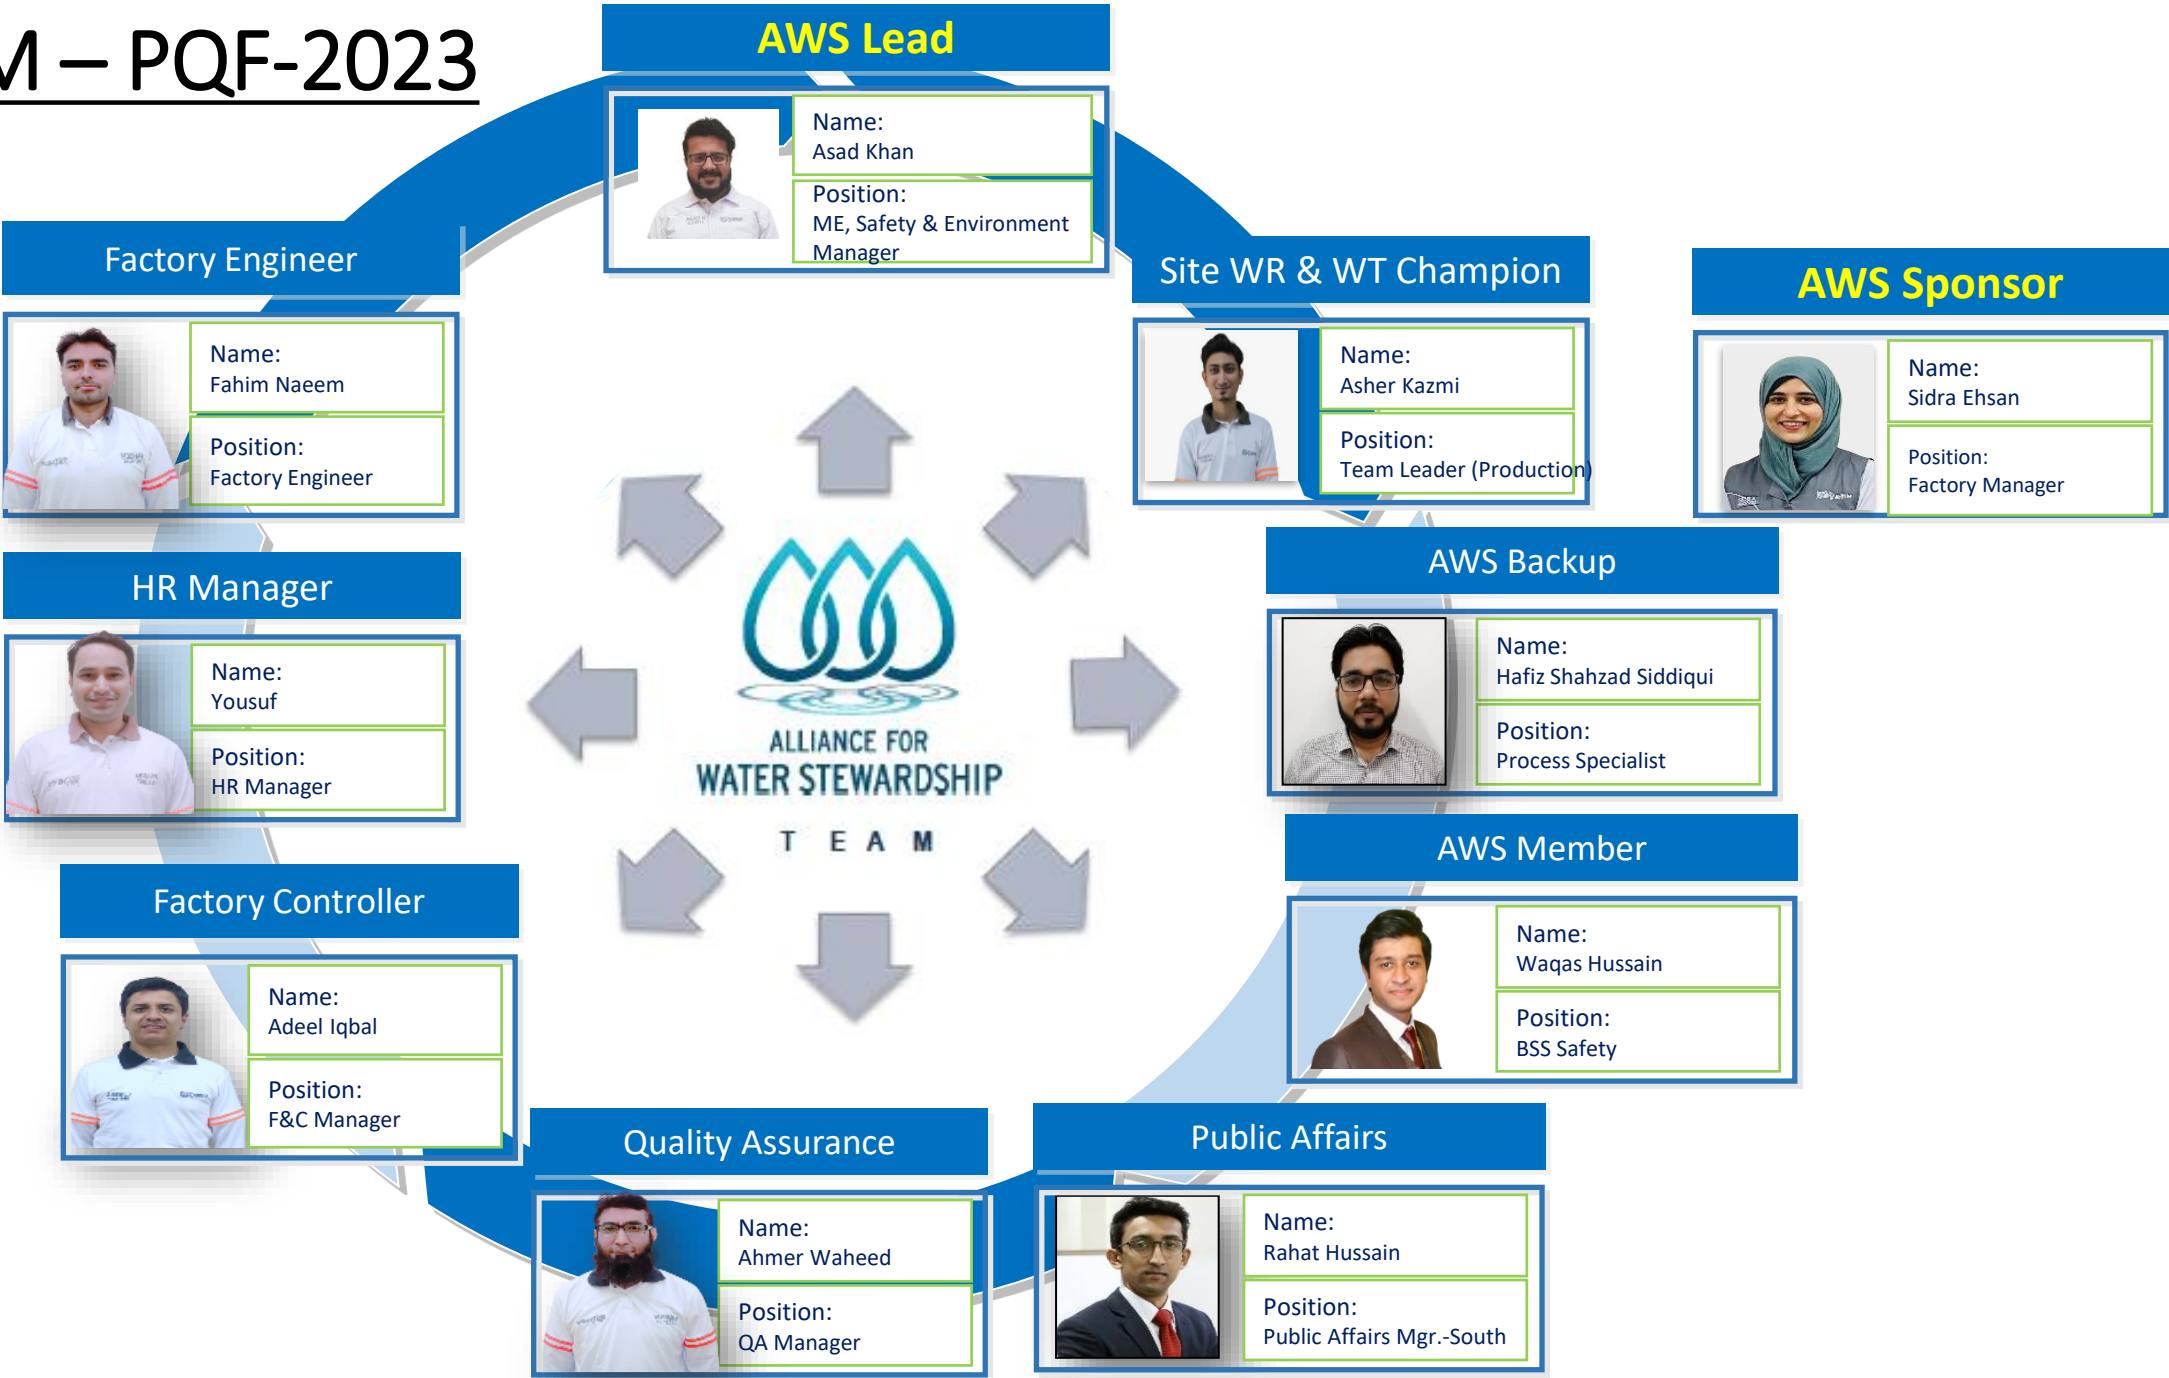 M – PQF-2023
AWS Lead
Name:
Asad Khan
Position:
ME, Safety & Environment
Manager
Factory Engineer
Name:
Fahim Naeem
Position:
Factory Engineer
Site WR & WT Champion
Name:
Asher Kazmi
Position:
Team Leader (Production)
AWS Sponsor
Name:
Sidra Ehsan
Position:
Factory Manager
HR Manager
Name:
Yousuf
Position:
HR Manager
AWS Backup
Name:
Hafiz Shahzad Siddiqui
Position:
Process Specialist
ALLIANCE FOR
WATER STEWARDSHIP
TEAM
AWS Member
Name:
Waqas Hussain
Position:
BSS Safety
Factory Controller
Name:
Adeel Iqbal
Position:
F&C Manager
Quality Assurance
Name:
Ahmer Waheed
Position:
QA Manager
Public Affairs
Name:
Rahat Hussain
Position:
Public Affairs Mgr.-South